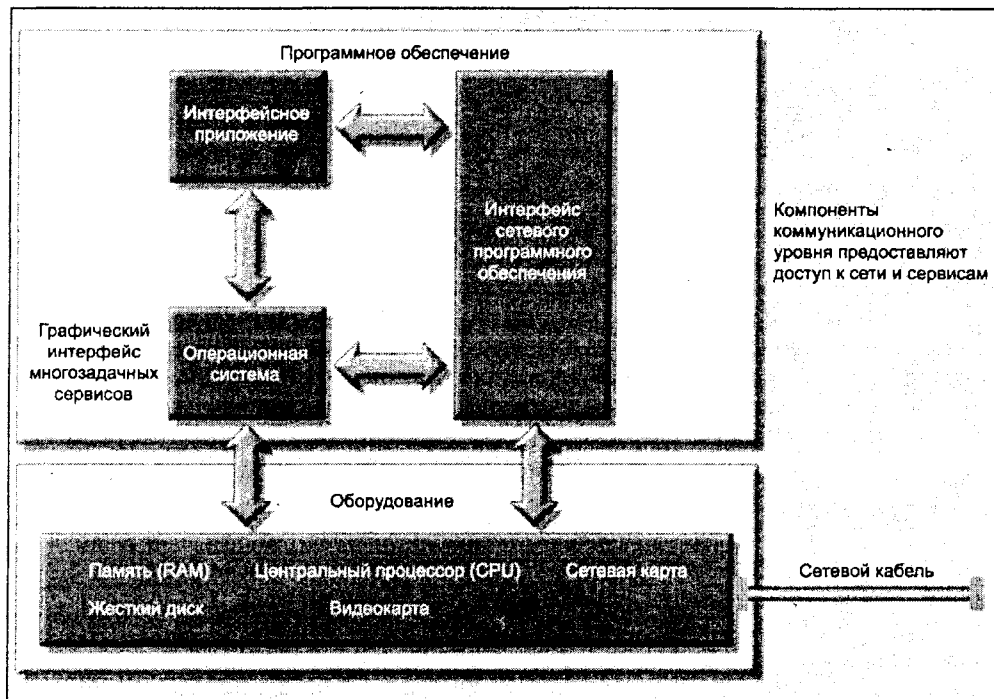 Программное обеспечение
Интерфейсное
приложение
Интерфейс
сетевого
программного
обеспечения
Компоненты
коммуникационного
уровня предоставляют
доступ к сети и сервисам
Графический
интерфейс
многозадачных
сервисов
Операционная
система
Оборудование
Память (RAM) Центральный процессор (CPU) Сетевая карта
Жесткий диск Видеокарта
Сетевой кабель